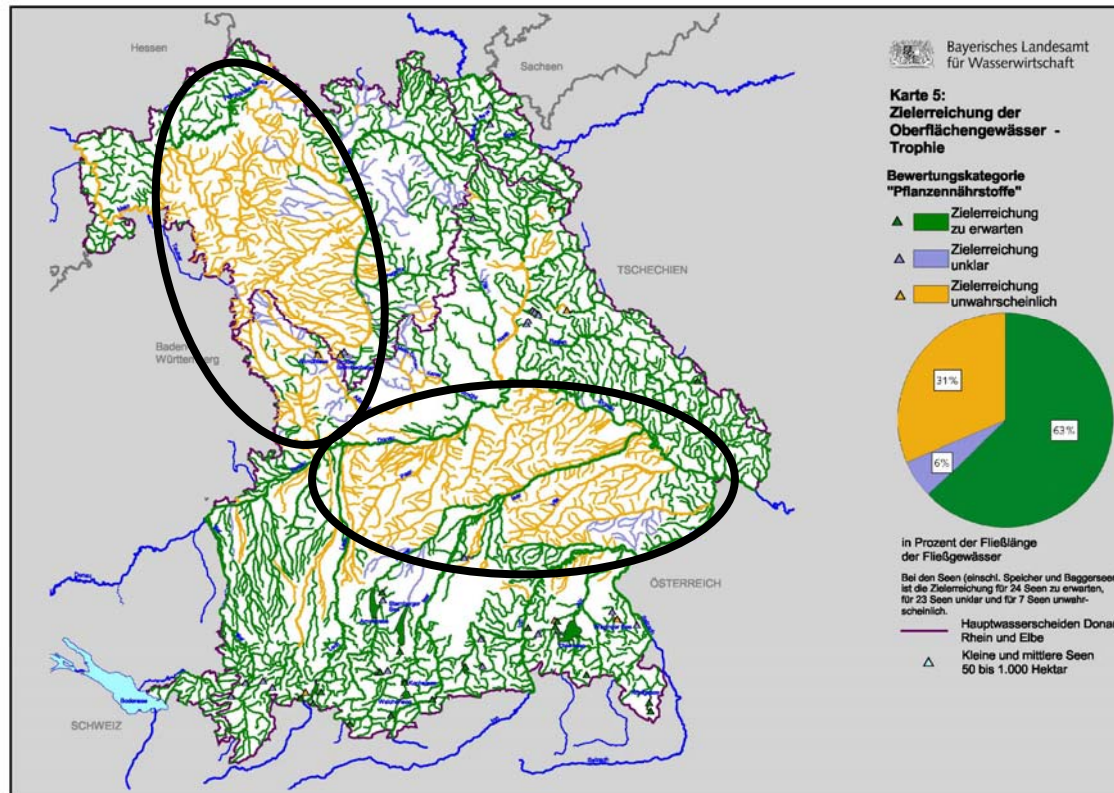 Hessen
Sachsen
TSCHECHIEN
Baden
Württemberg
Donau
ÖSTERREICH
Donau
Bodensee
SCHWEIZ
Bayerisches Landesamt
für Wasserwirtschaft
Karte 5:
Zielerreichung der
Oberflächengewässer -
Trophie
Bewertungskategorie
"Pflanzennährstoffe"
Zielerreichung
zu erwarten
Zielerreichung
unklar
Zielerreichung
unwahrscheinlich
31%
63%
6%
in Prozent der Fließlänge
der Fließgewässer
Bei den Seen (einschl. Speicher und Baggerseen
ist die Zielerreichung für 24 Seen zu erwarten,
für 23 Seen unklar und für 7 Seen unwahr-
scheinlich.
Hauptwasserscheiden Donau
Rhein und Elbe
Kleine und mittlere Seen
50 bis 1.000 Hektar